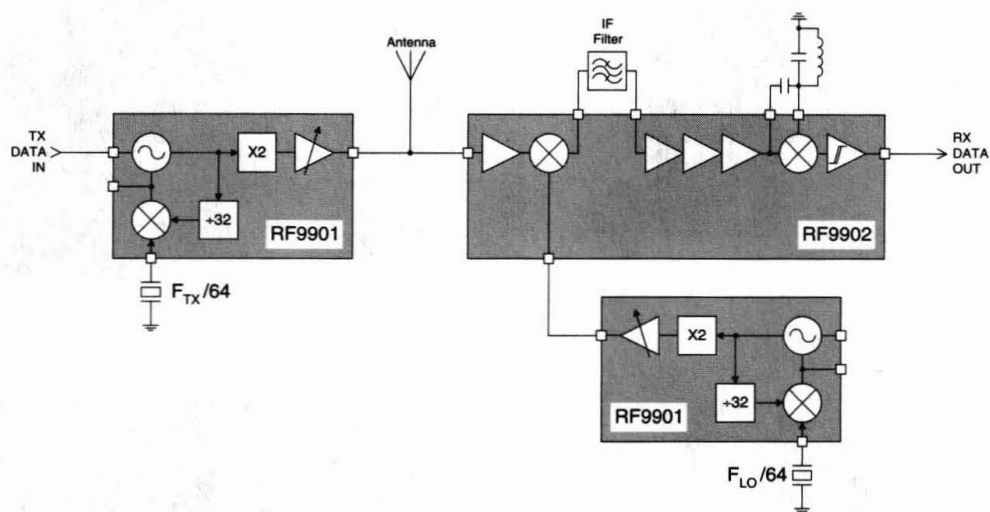 IF
Filter
Antenna
TX
DATA
IN
X2
÷32
RF9901
F_TX/64
RX
DATA
OUT
RF9902
X2
÷32
RF9901
F_LO/64